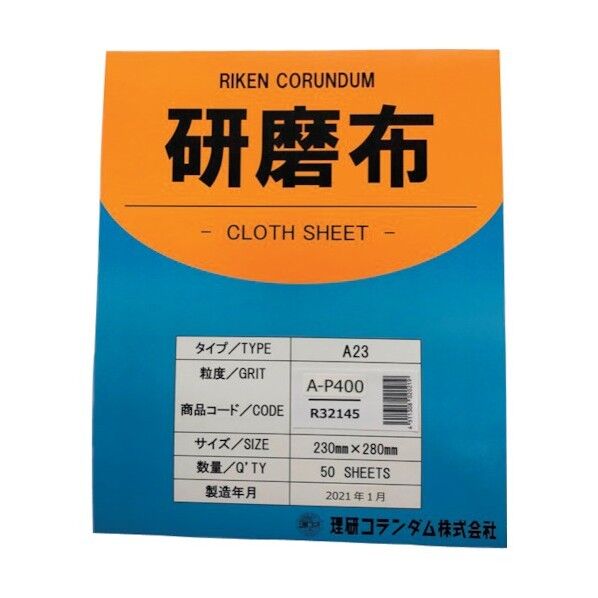 RIKEN CORUNDUM
研磨布
- CLOTH SHEET -
タイプ/TYPE A23
粒度/GRIT A-P400
商品コード/CODE R32145
サイズ/SIZE 230mm×280mm
数量/Q'TY 50 SHEETS
製造年月 2021年1月
理研コランダム株式会社